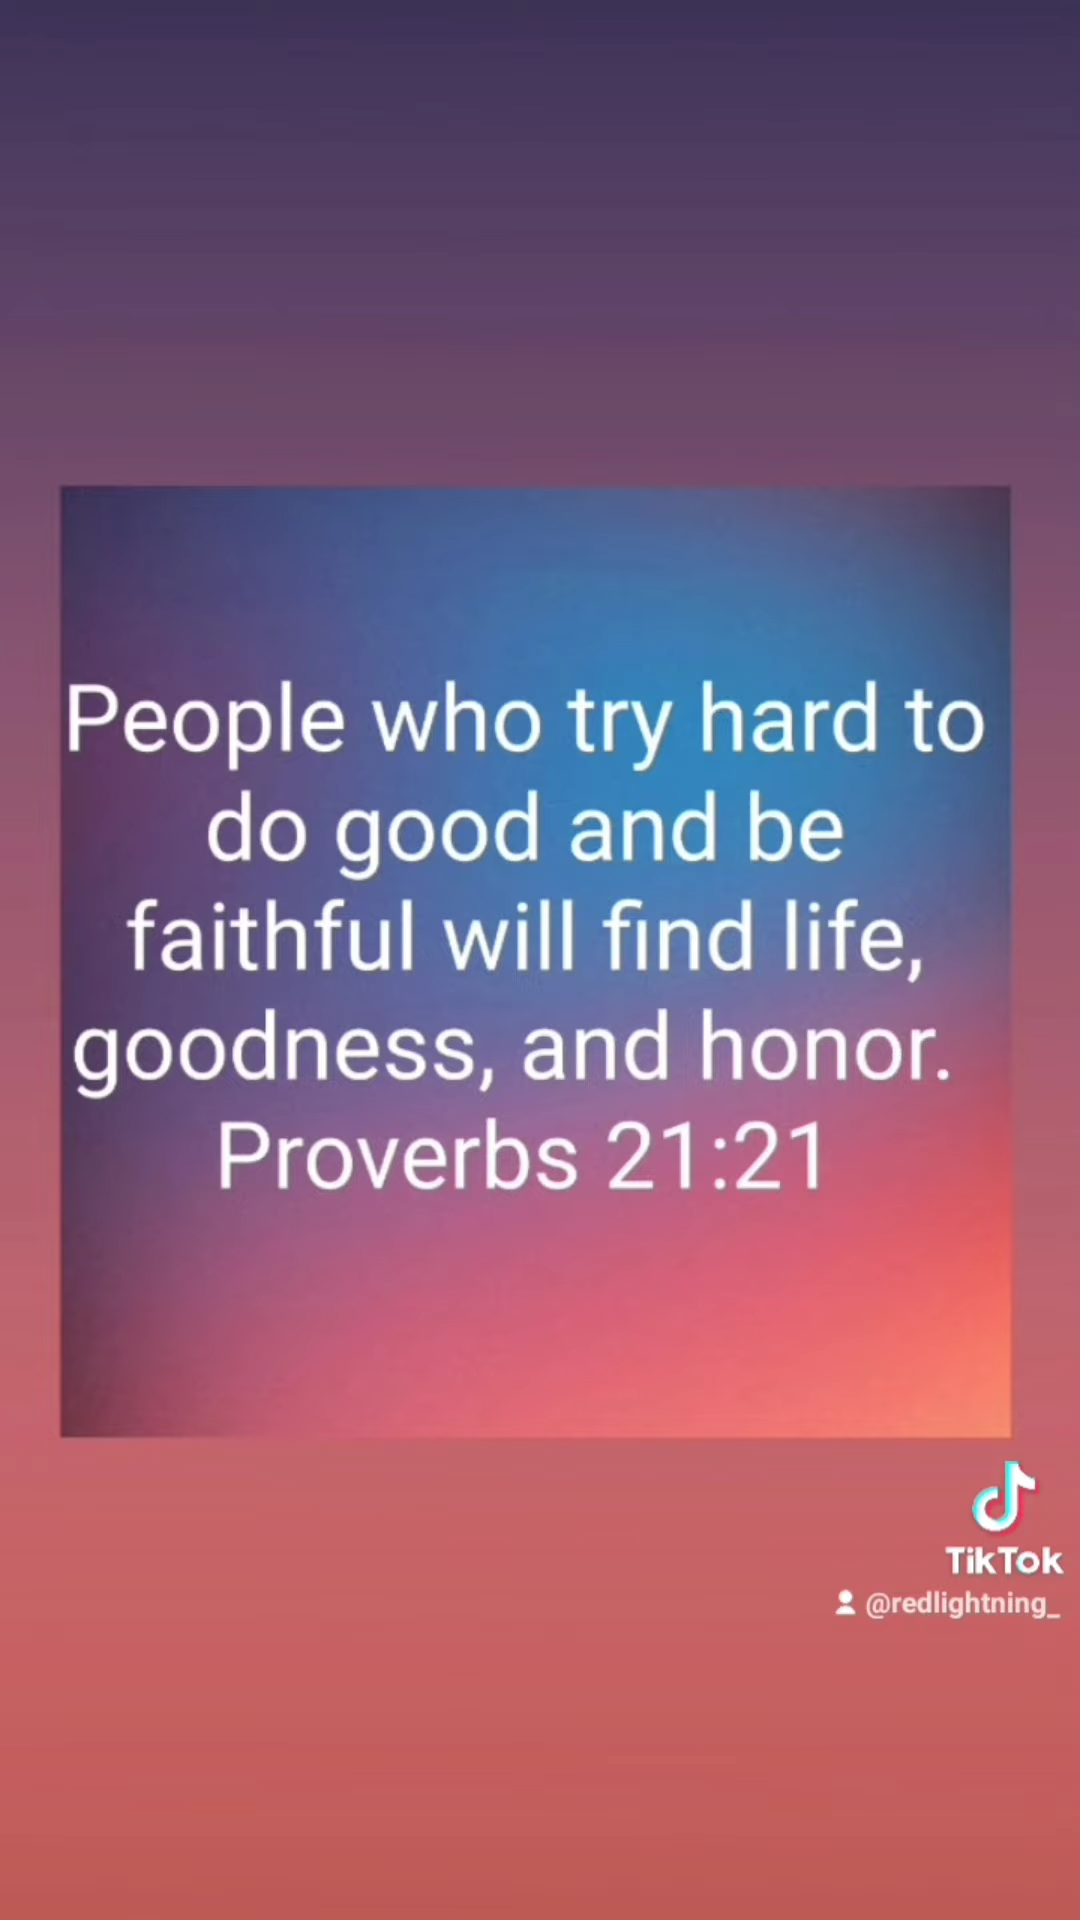 People who try hard to
do good and be
faithful will find life,
goodness, and honor.
Proverbs 21:21
TikTok
@redlightning_